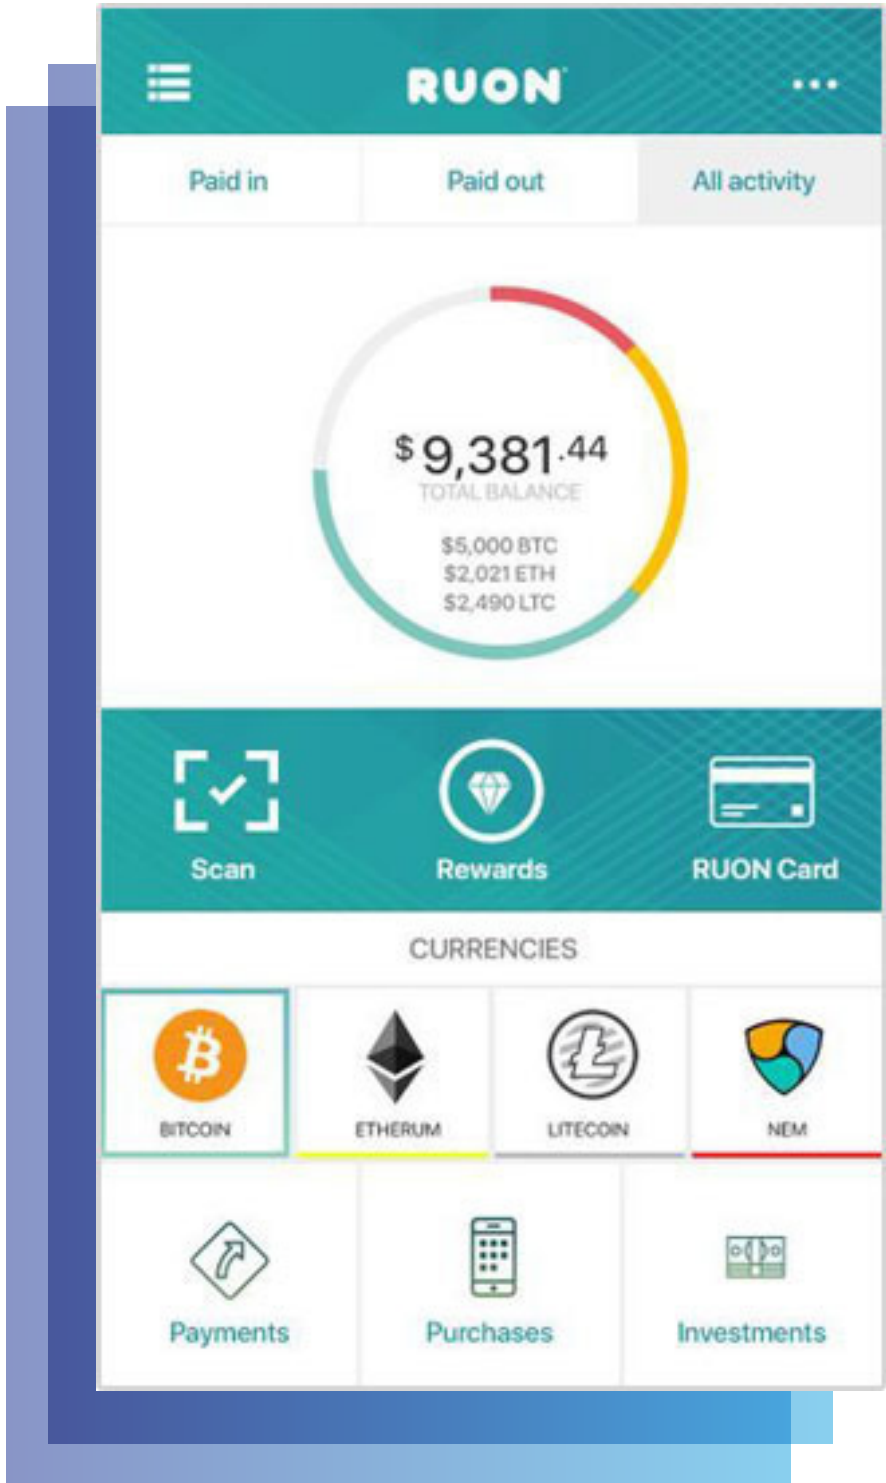 RUON
Paid in Paid out All activity
$9,381.44
TOTAL BALANCE
$5,000 BTC
$2,021 ETH
$2,490 LTC
Scan Rewards RUON Card
CURRENCIES
BITCOIN ETHERUM LITECOIN NEM
Payments Purchases Investments